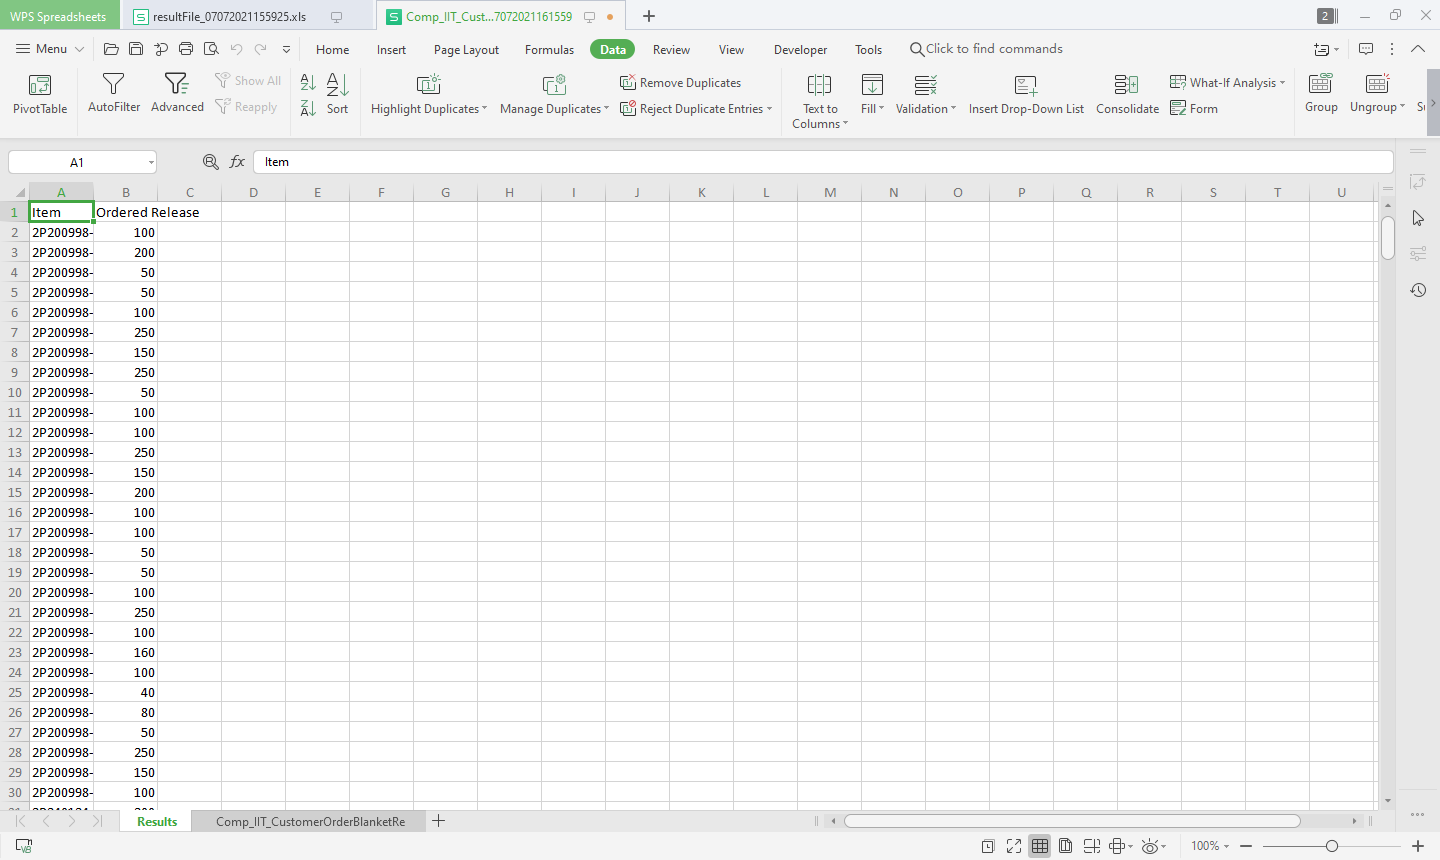 WPS Spreadsheets
resultFile_07072021155925.xls
Comp_IIT_Cust...7072021161559
2
Menu
Home
Insert
Page Layout
Formulas
Data
Review
View
Developer
Tools
Click to find commands
PivotTable
AutoFilter
Advanced
Show All
Reapply
Sort
Highlight Duplicates
Manage Duplicates
Remove Duplicates
Reject Duplicate Entries
Text to
Columns
Fill
Validation
Insert Drop-Down List
Consolidate
What-If Analysis
Form
Group
Ungroup
A1
fx
Item
A B C D E F G H I J K L M N O P Q R S T U
1 Item Ordered Release
2 2P200998- 100
3 2P200998- 200
4 2P200998- 50
5 2P200998- 50
6 2P200998- 100
7 2P200998- 250
8 2P200998- 150
9 2P200998- 250
10 2P200998- 50
11 2P200998- 100
12 2P200998- 100
13 2P200998- 250
14 2P200998- 150
15 2P200998- 200
16 2P200998- 100
17 2P200998- 100
18 2P200998- 50
19 2P200998- 50
20 2P200998- 100
21 2P200998- 250
22 2P200998- 100
23 2P200998- 160
24 2P200998- 100
25 2P200998- 40
26 2P200998- 80
27 2P200998- 50
28 2P200998- 250
29 2P200998- 150
30 2P200998- 100
Results
Comp_IIT_CustomerOrderBlanketRe
100%